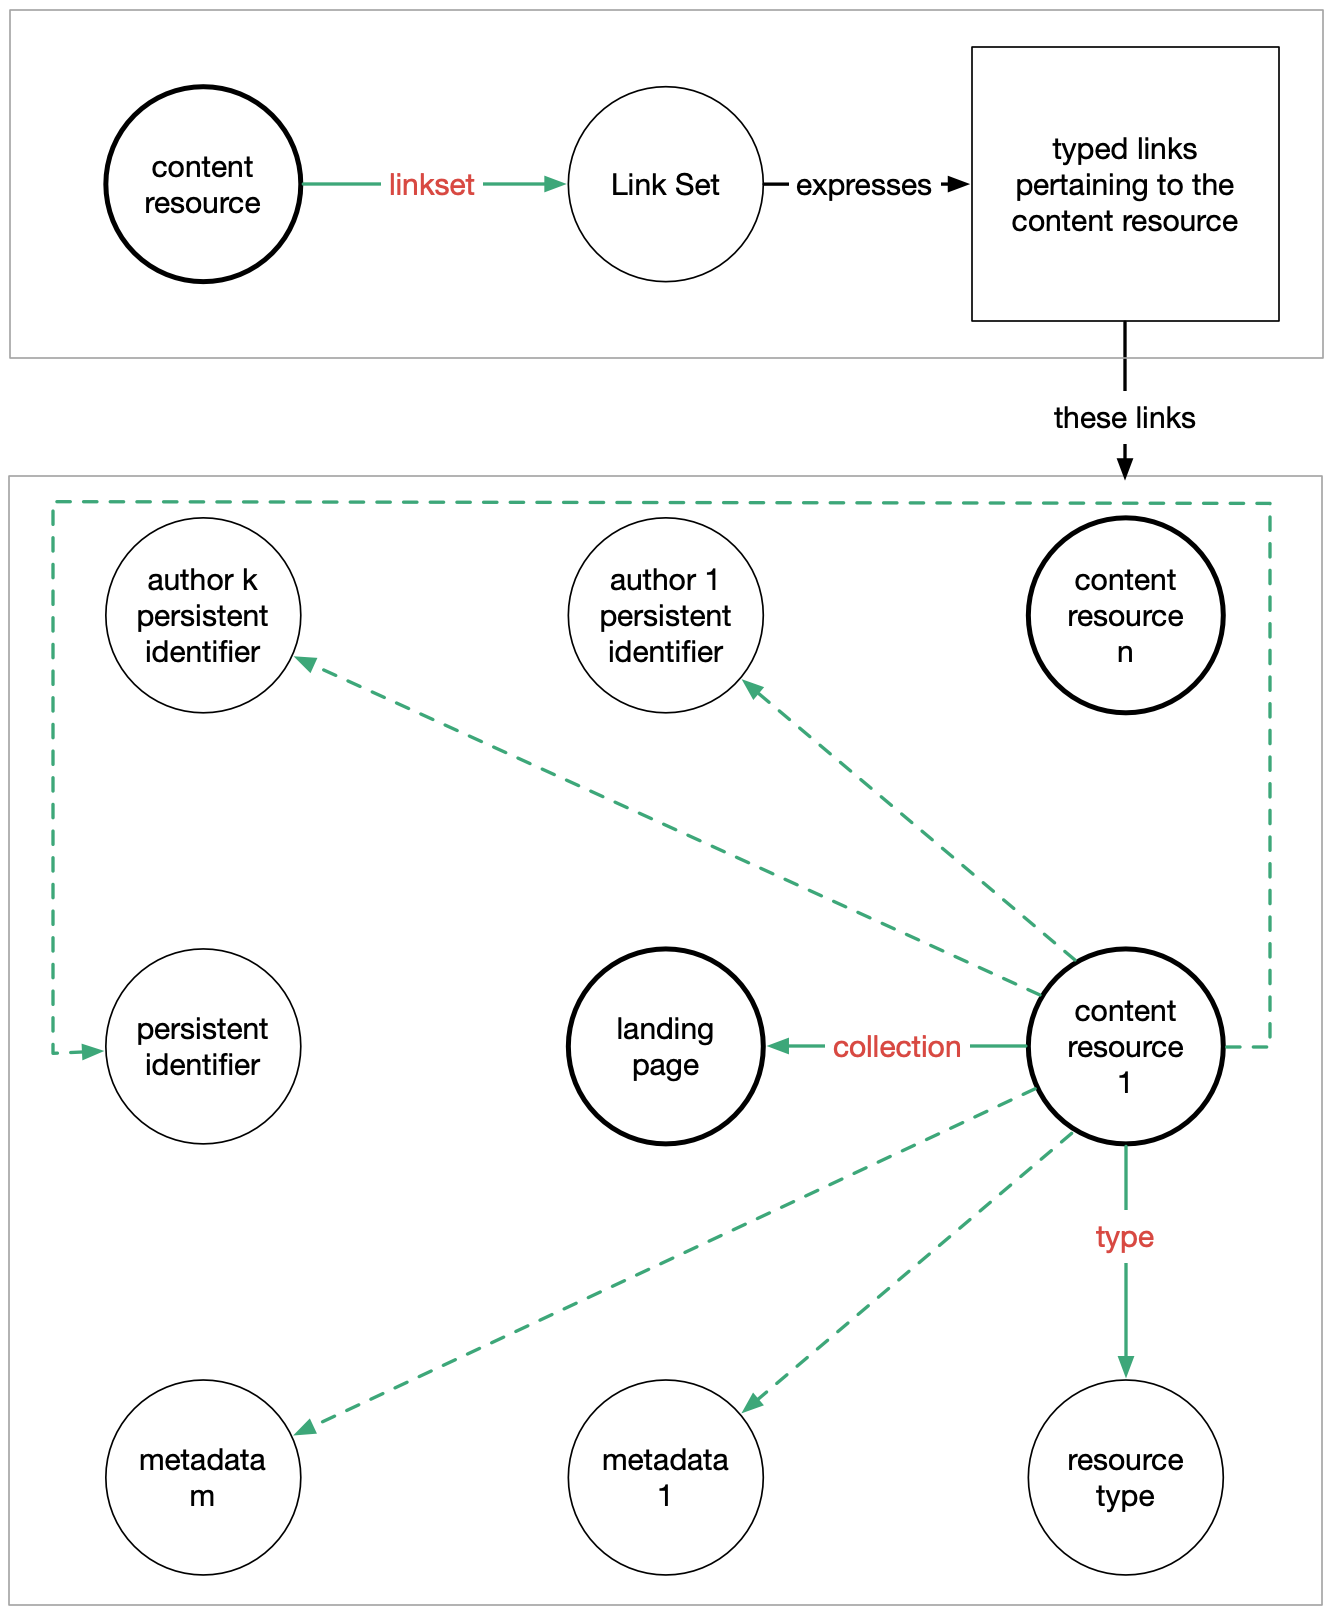 content
resource
linkset
Link Set
expresses
typed links
pertaining to the
content resource
these links
author k
persistent
identifier
author 1
persistent
identifier
content
resource
n
persistent
identifier
landing
page
collection
content
resource
1
type
metadata
m
metadata
1
resource
type